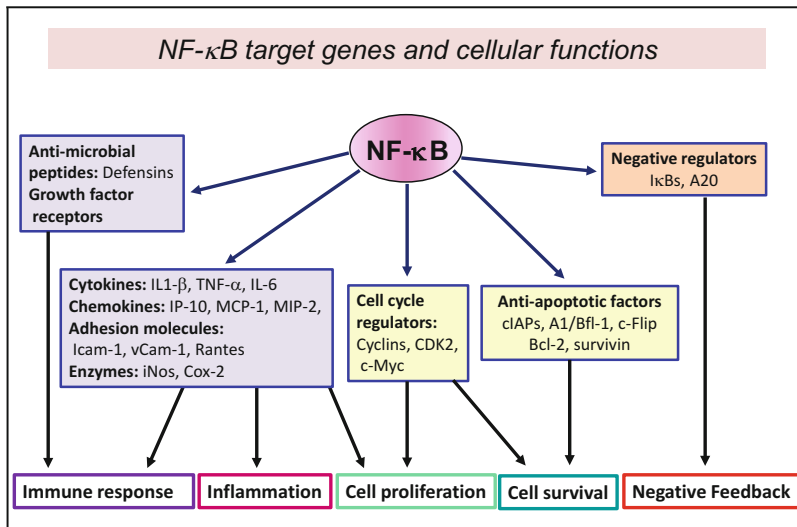 NF-κB target genes and cellular functions
NF-κB
Anti-microbial
peptides: Defensins
Growth factor
receptors
Negative regulators
IκBs, A20
Cytokines: IL1-β, TNF-α, IL-6
Chemokines: IP-10, MCP-1, MIP-2,
Adhesion molecules:
Icam-1, vCam-1, Rantes
Enzymes: iNos, Cox-2
Cell cycle
regulators:
Cyclins, CDK2,
c-Myc
Anti-apoptotic factors
cIAPs, A1/Bfl-1, c-Flip
Bcl-2, survivin
Immune response
Inflammation
Cell proliferation
Cell survival
Negative Feedback